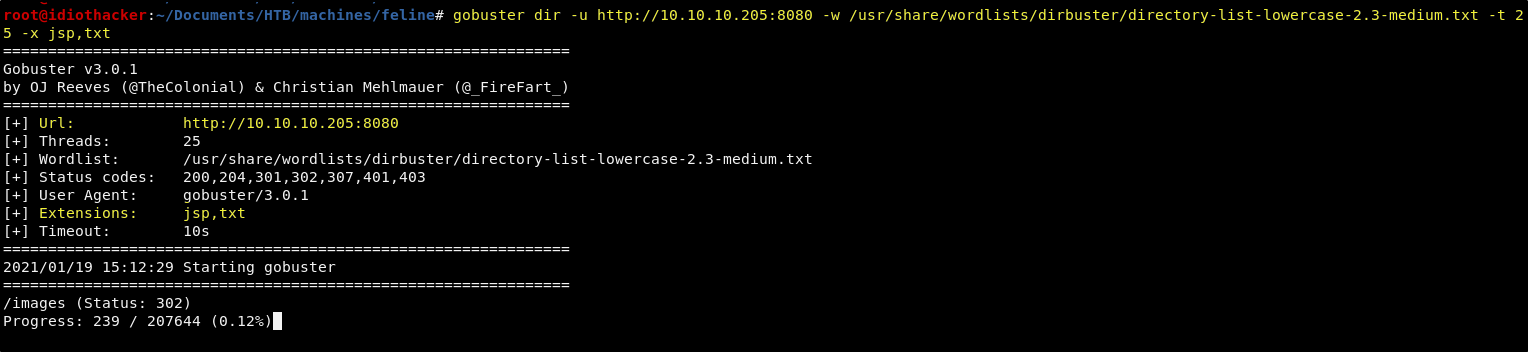 root@idiothacker:~/Documents/HTB/machines/feline# gobuster dir -u http://10.10.10.205:8080 -w /usr/share/wordlists/dirbuster/directory-list-lowercase-2.3-medium.txt -t 2
5 -x jsp,txt
===============================================================
Gobuster v3.0.1
by OJ Reeves (@TheColonial) & Christian Mehlmauer (@_FireFart_)
===============================================================
[+] Url:            http://10.10.10.205:8080
[+] Threads:        25
[+] Wordlist:       /usr/share/wordlists/dirbuster/directory-list-lowercase-2.3-medium.txt
[+] Status codes:   200,204,301,302,307,401,403
[+] User Agent:     gobuster/3.0.1
[+] Extensions:     jsp,txt
[+] Timeout:        10s
===============================================================
2021/01/19 15:12:29 Starting gobuster
===============================================================
/images (Status: 302)
Progress: 239 / 207644 (0.12%)